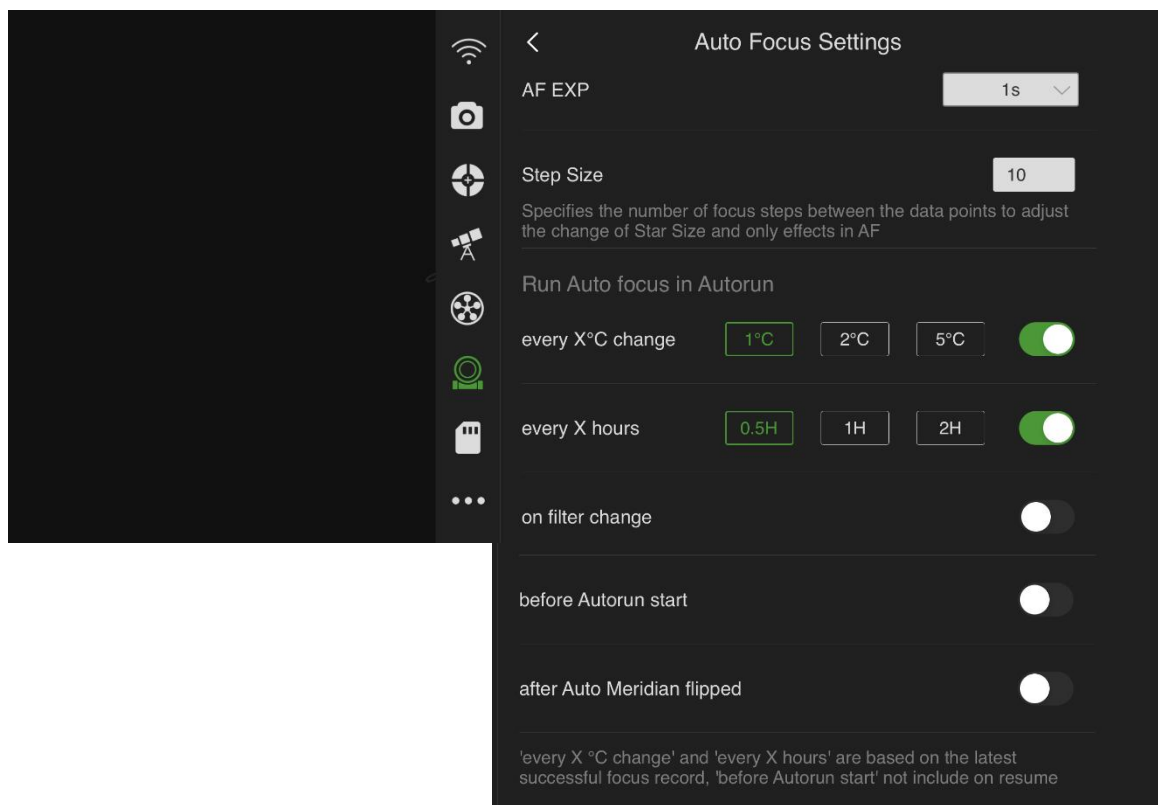 Auto Focus Settings
AF EXP 1s
Step Size 10
Specifies the number of focus steps between the data points to adjust
the change of Star Size and only effects in AF
Run Auto focus in Autorun
every X°C change 1°C 2°C 5°C
every X hours 0.5H 1H 2H
on filter change
before Autorun start
after Auto Meridian flipped
'every X °C change' and 'every X hours' are based on the latest
successful focus record, 'before Autorun start' not include on resume